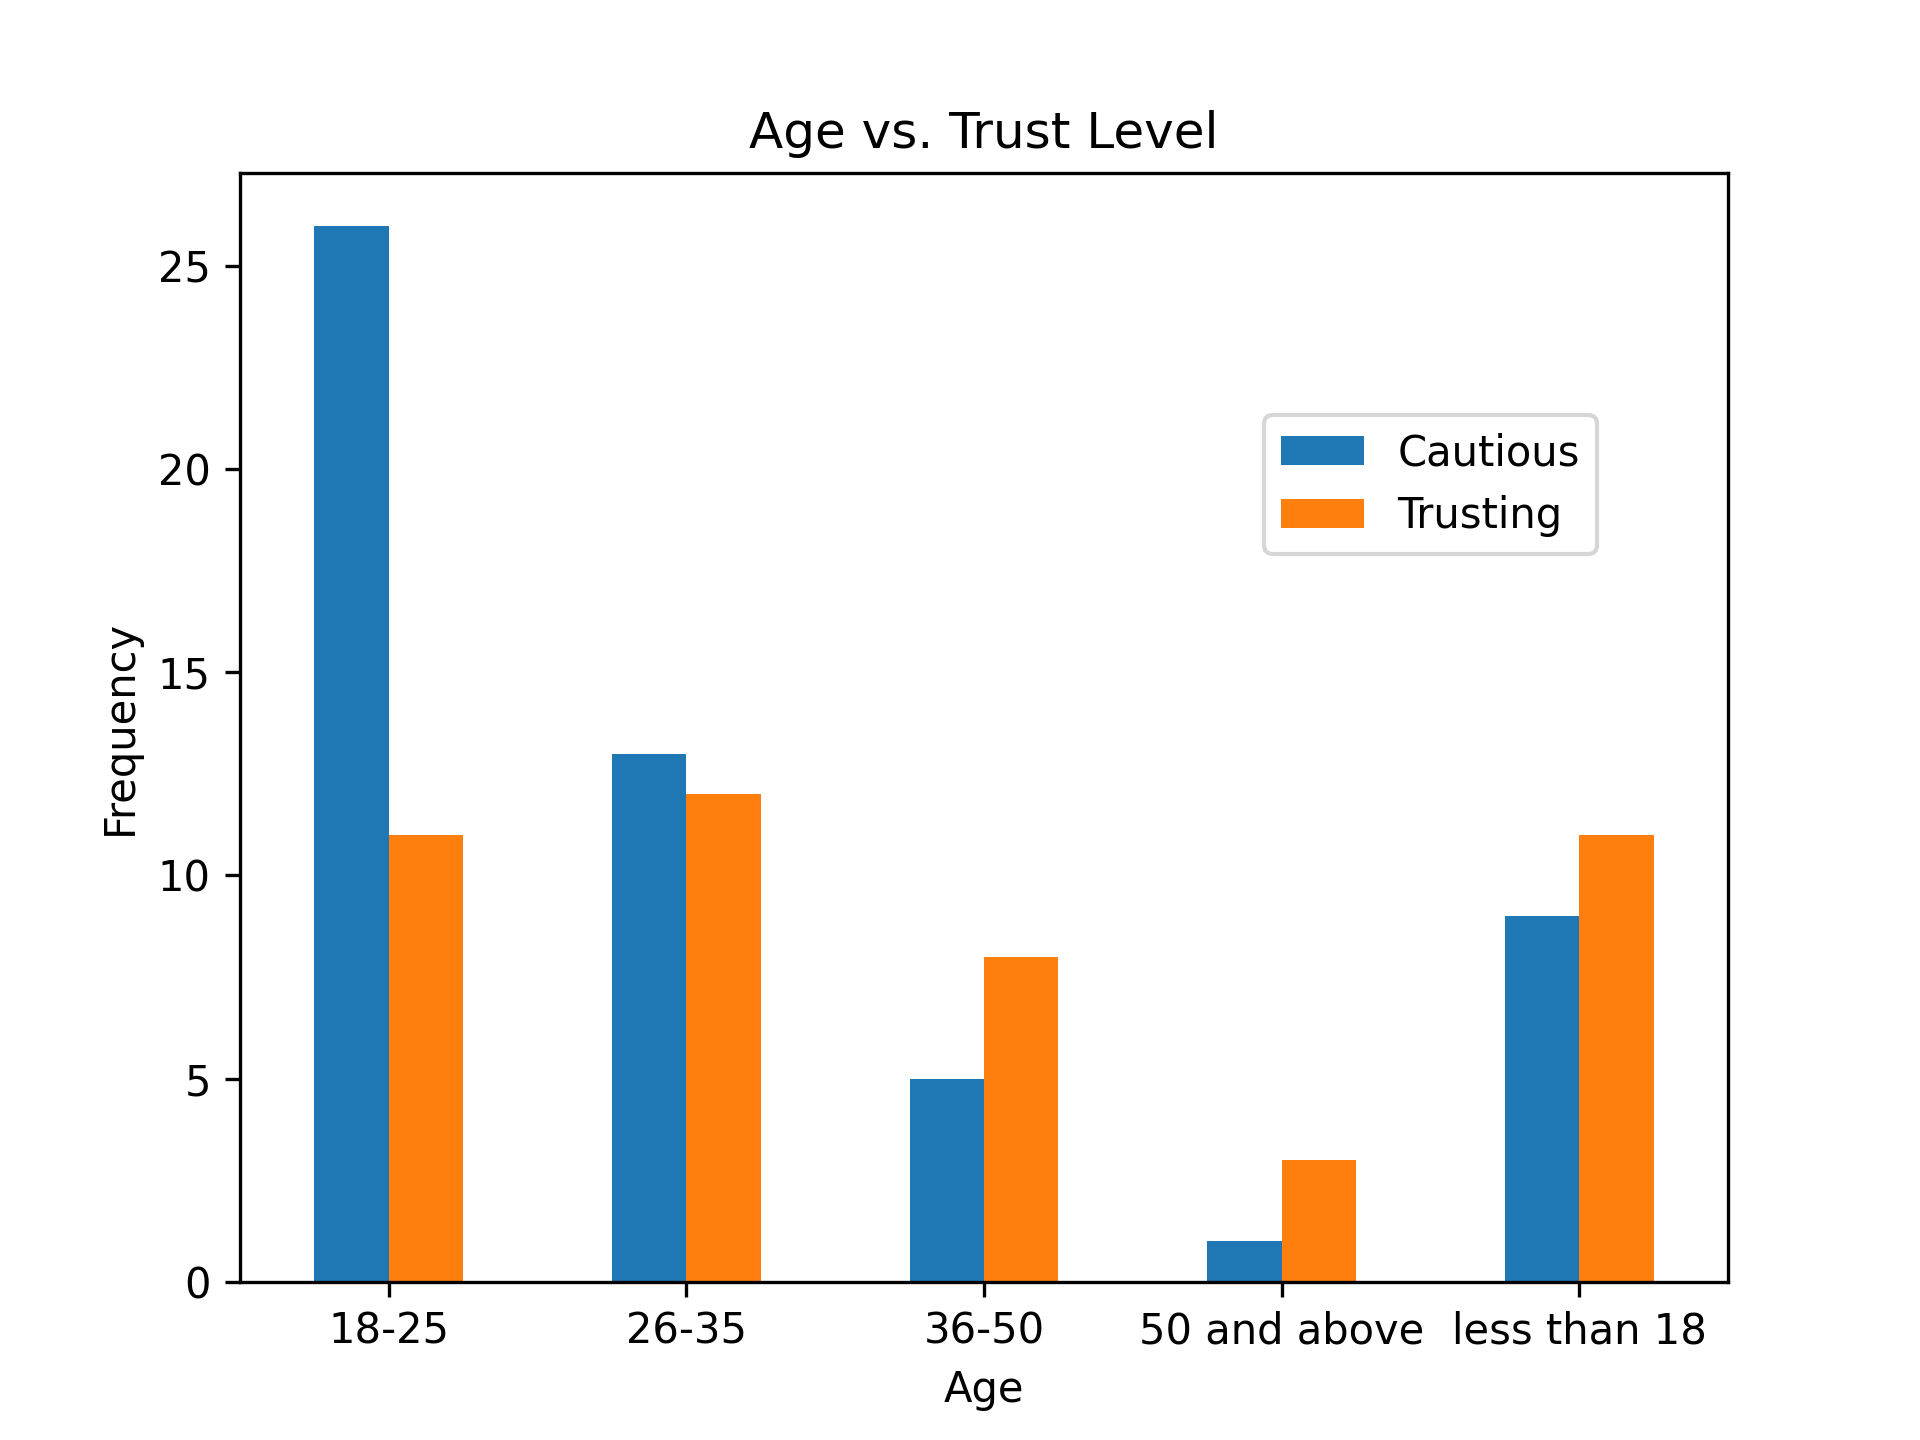 Age vs. Trust Level
25
20
15
10
5
0
Frequency
Cautious
Trusting
18-25 26-35 36-50 50 and above less than 18
Age